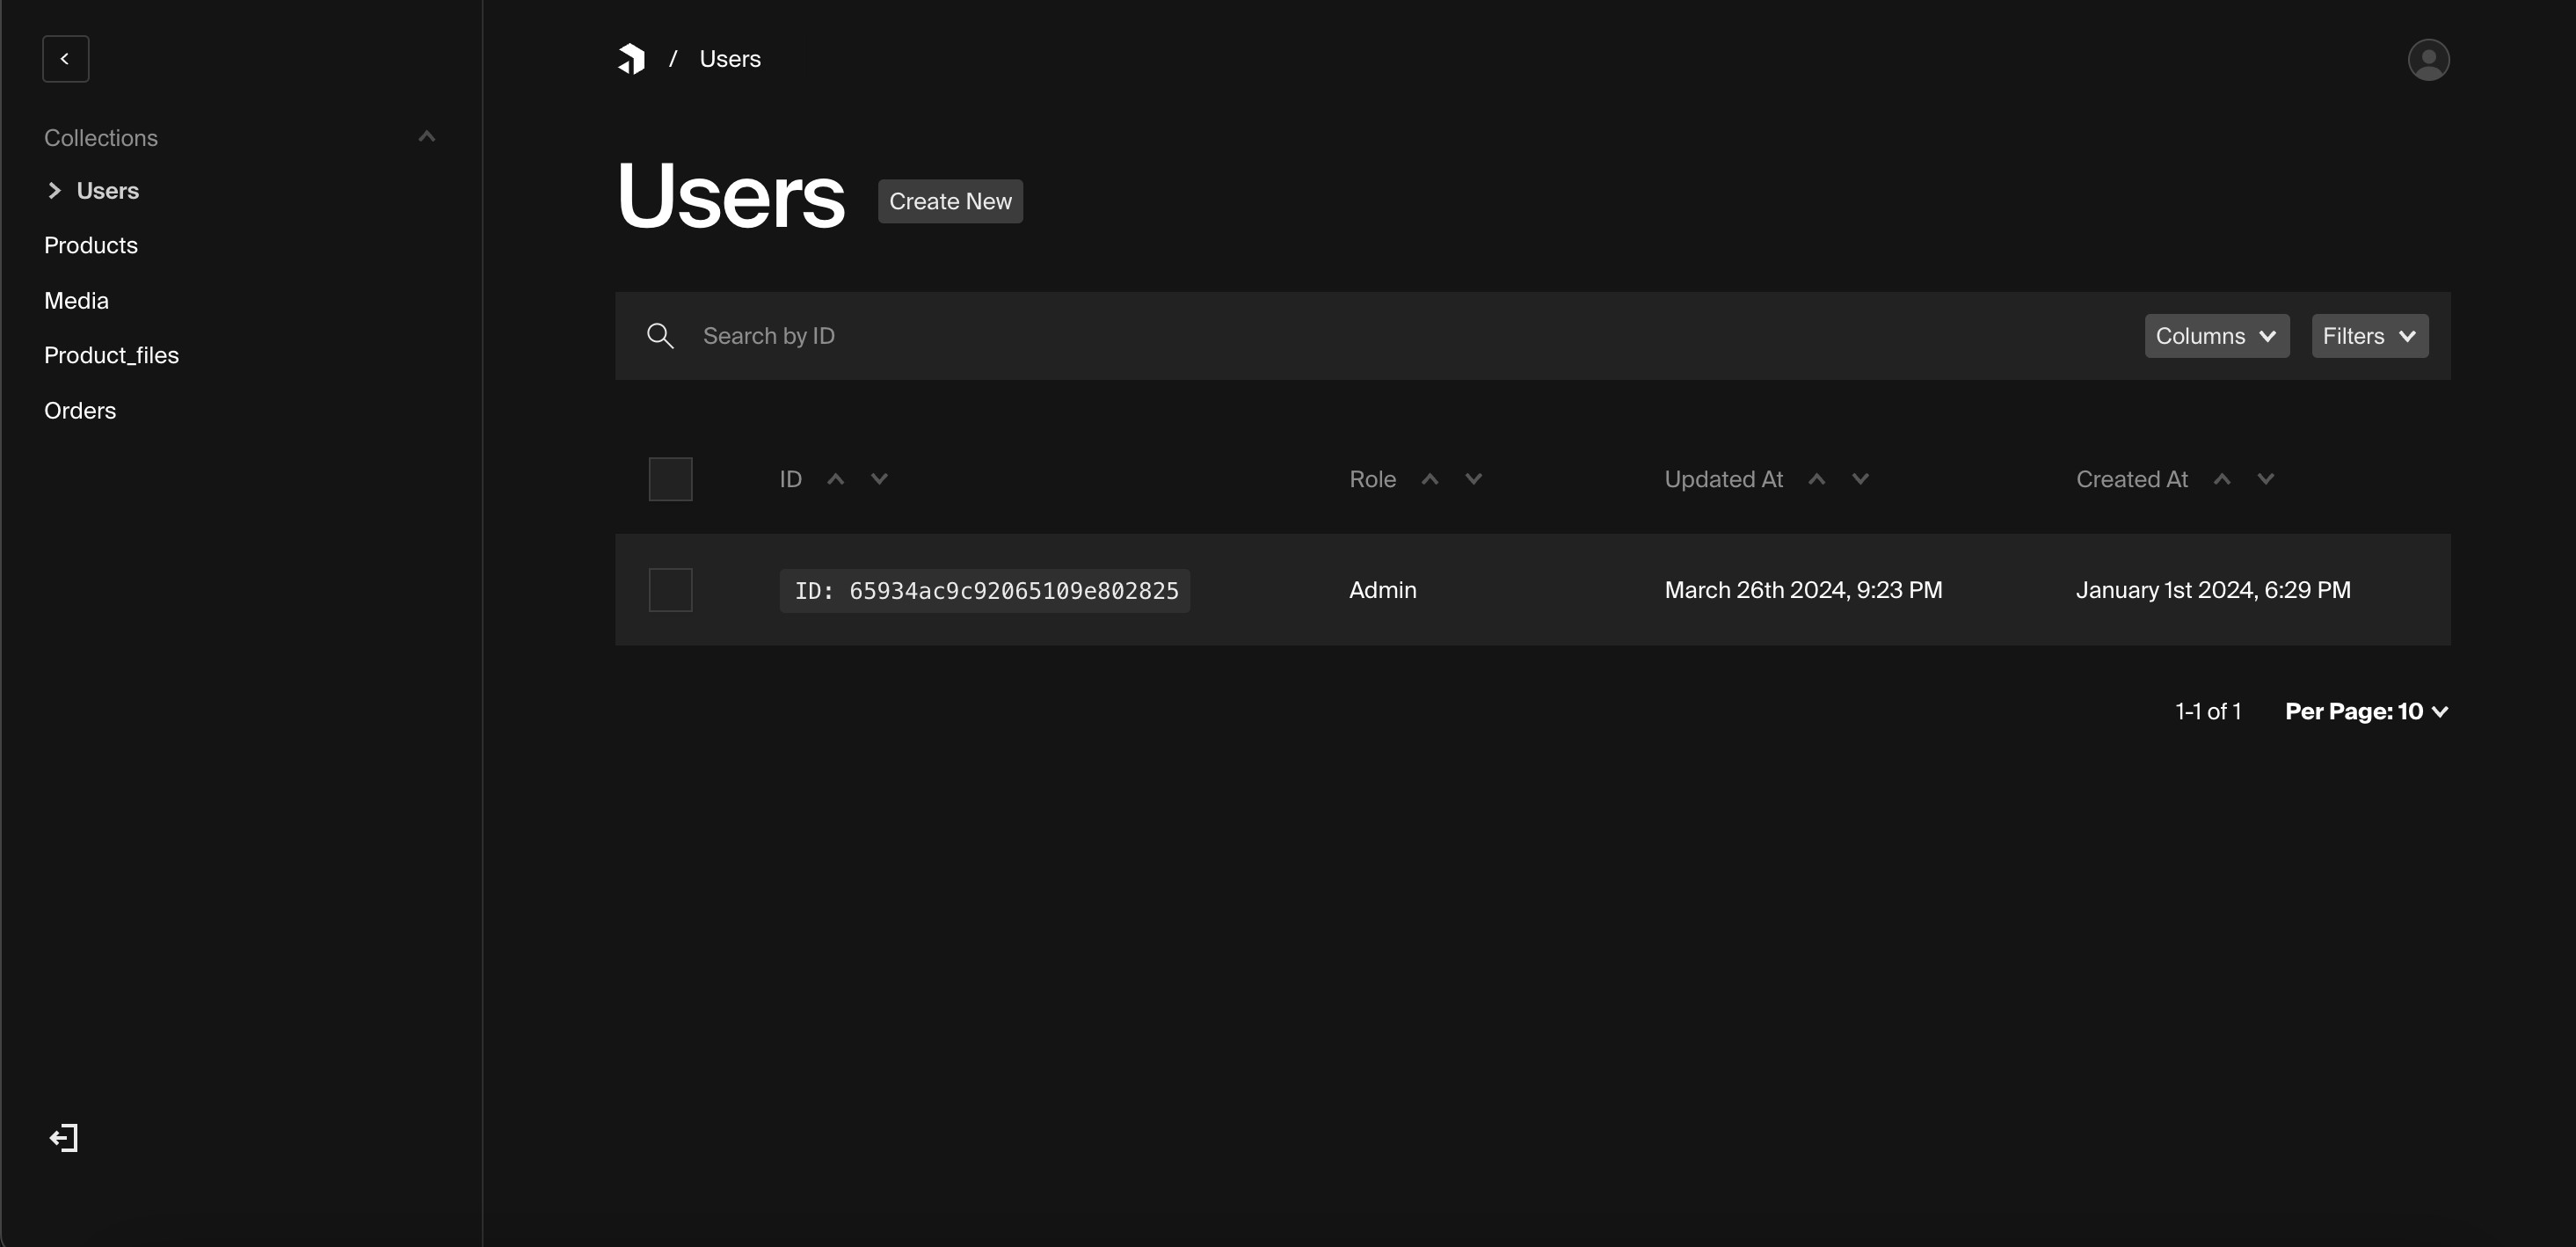 / Users
Collections
Users
Products
Media
Product_files
Orders
Users
Create New
Search by ID
Columns
Filters
ID Role Updated At Created At
ID: 65934ac9c92065109e802825 Admin March 26th 2024, 9:23 PM January 1st 2024, 6:29 PM
1-1 of 1 Per Page: 10